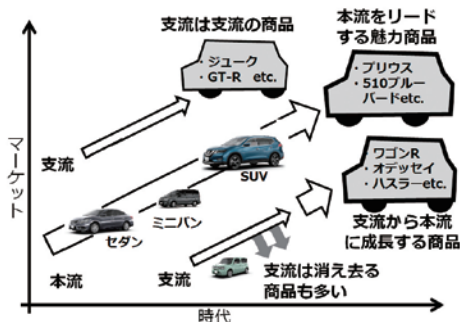 支流は支流の商品
・ジューク
・GT-R etc.
本流をリード
する魅力商品
・プリウス
・510ブルー
バードetc.
ワゴンR
・オデッセイ
・ハスラーetc.
支流から本流
に成長する商品
支流
SUV
ミニバン
セダン
本流
支流
支流は消え去る
商品も多い
マーケット
時代